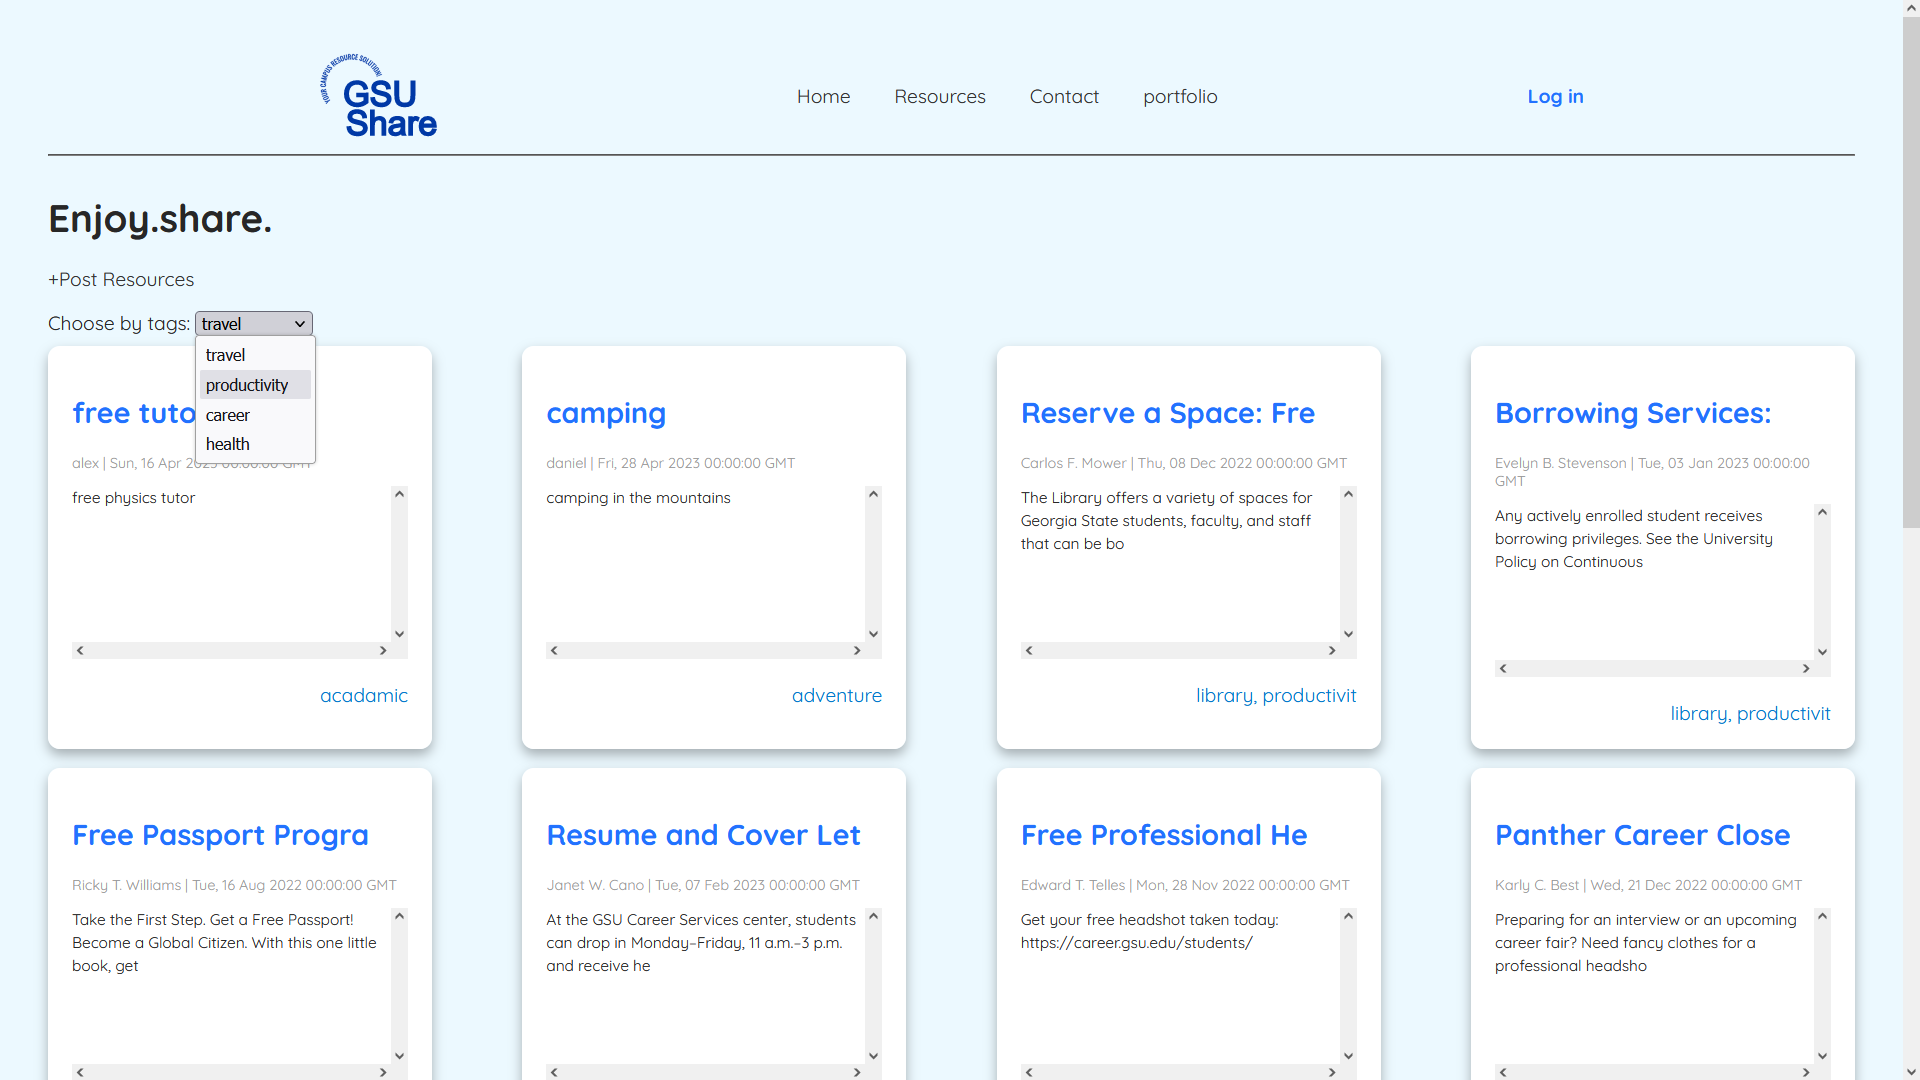 YOUR CAMPUS RESOURCE SOLUTION!
GSU
Share
Home
Resources
Contact
portfolio
Log in
Enjoy.share.
+Post Resources
Choose by tags: travel
travel
productivity
career
health
free tuto
alex | Sun, 16 Apr 2023 00:00:00 GMT
free physics tutor
acadamic
camping
daniel | Fri, 28 Apr 2023 00:00:00 GMT
camping in the mountains
adventure
Reserve a Space: Fre
Carlos F. Mower | Thu, 08 Dec 2022 00:00:00 GMT
The Library offers a variety of spaces for
Georgia State students, faculty, and staff
that can be bo
library, productivit
Borrowing Services:
Evelyn B. Stevenson | Tue, 03 Jan 2023 00:00:00
GMT
Any actively enrolled student receives
borrowing privileges. See the University
Policy on Continuous
library, productivit
Free Passport Progra
Ricky T. Williams | Tue, 16 Aug 2022 00:00:00 GMT
Take the First Step. Get a Free Passport!
Become a Global Citizen. With this one little
book, get
Resume and Cover Let
Janet W. Cano | Tue, 07 Feb 2023 00:00:00 GMT
At the GSU Career Services center, students
can drop in Monday–Friday, 11 a.m.–3 p.m.
and receive he
Free Professional He
Edward T. Telles | Mon, 28 Nov 2022 00:00:00 GMT
Get your free headshot taken today:
https://career.gsu.edu/students/
Panther Career Close
Karly C. Best | Wed, 21 Dec 2022 00:00:00 GMT
Preparing for an interview or an upcoming
career fair? Need fancy clothes for a
professional headsho